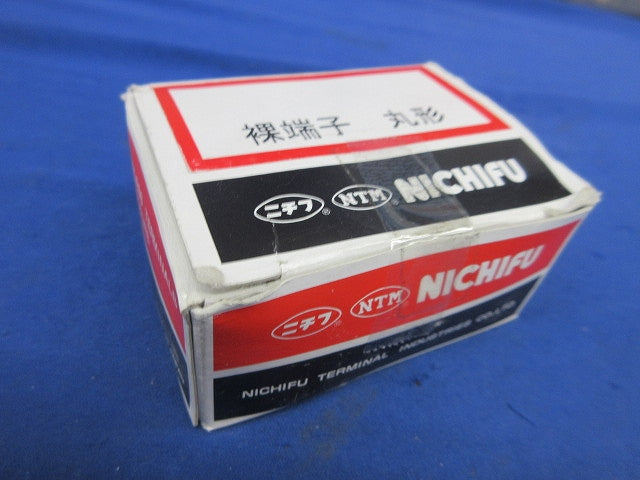 裸端子 丸形
ニチフ ® NTM ® NICHIFU
ニチフ ® NTM ® NICHIFU
NICHIFU TERMINAL INDUSTRIES CO.,LTD.